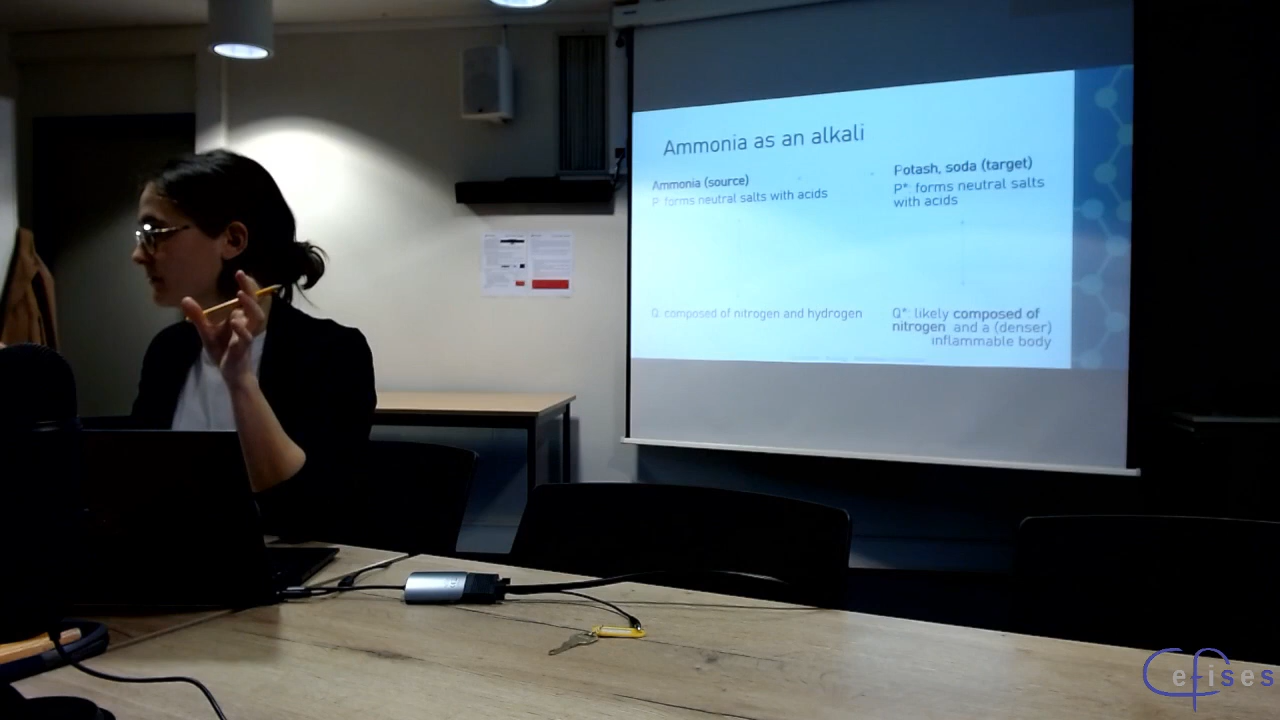 Ammonia as an alkali
Ammonia (source)
P: forms neutral salts with acids
Potash, soda (target)
P*: forms neutral salts
with acids
Q: composed of nitrogen and hydrogen
Q*: likely composed of
nitrogen and a (denser)
inflammable body
Cefises